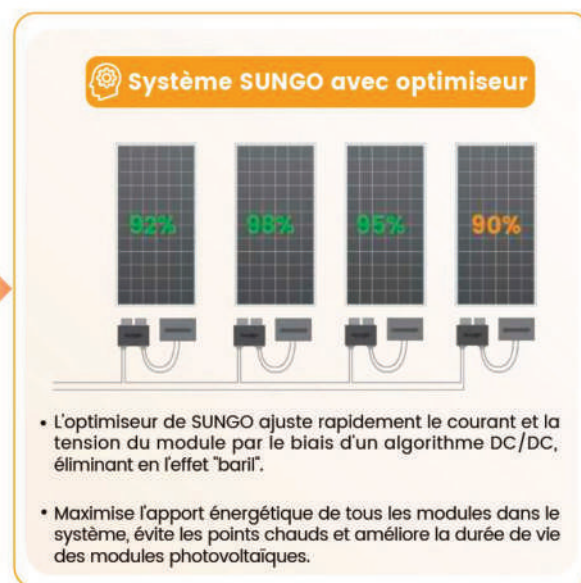 Système SUNGO avec optimiseur
92% 98% 95% 90%
• L'optimiseur de SUNGO ajuste rapidement le courant et la
tension du module par le biais d'un algorithme DC/DC,
éliminant en l'effet "baril".
• Maximise l'apport énergétique de tous les modules dans le
système, évite les points chauds et améliore la durée de vie
des modules photovoltaïques.